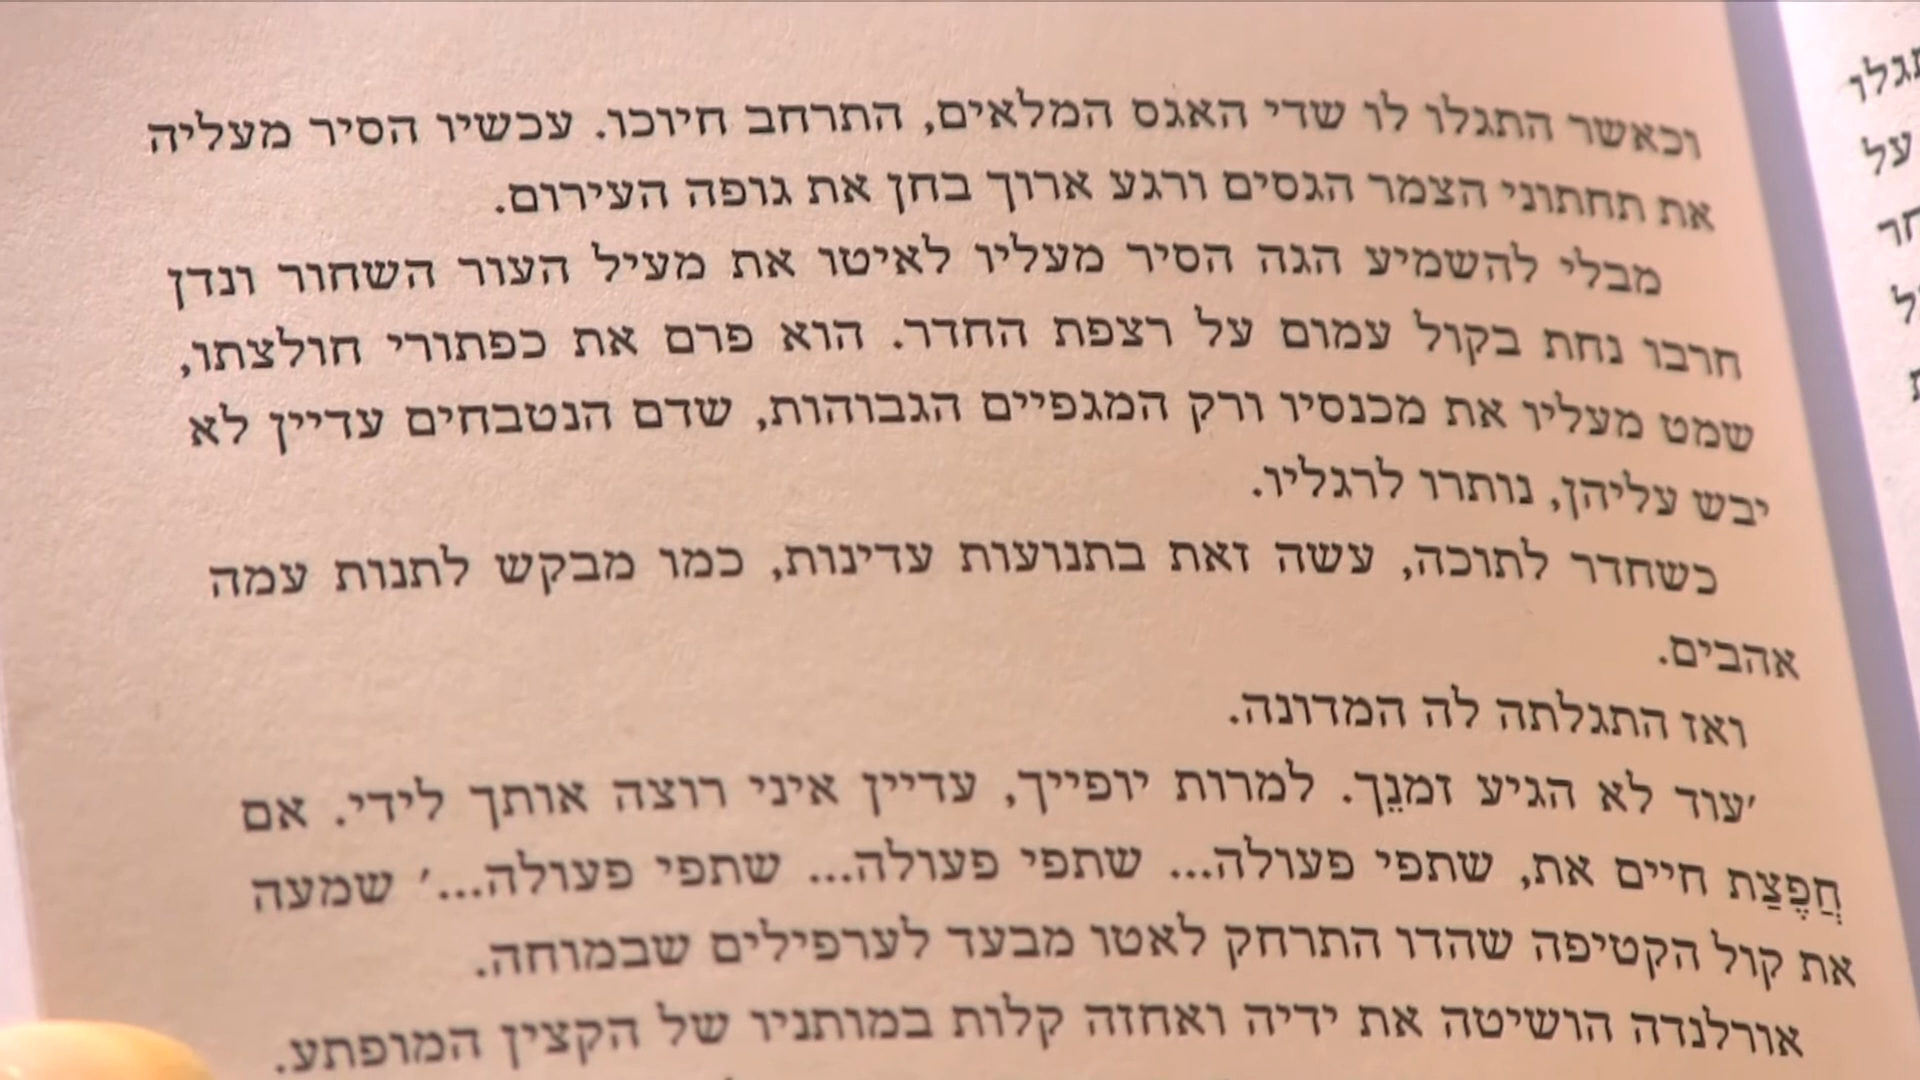 וכאשר התגלו לו שדי האגס המלאים, התרחב חיוכו. עכשיו הסיר מעליה
את תחתוני הצמר הגסים ורגע ארוך בחן את גופה העירום.
מבלי להשמיע הגה הסיר מעליו לאיטו את מעיל העור השחור ונדן
חרבו נחת בקול עמום על רצפת החדר. הוא פרם את כפתורי חולצתו,
שמט מעליו את מכנסיו ורק המגפיים הגבוהות, שדם הנטבחים עדיין לא
יבש עליהן, נותרו לרגליו.
כשחדר לתוכה, עשה זאת בתנועות עדינות, כמו מבקש לתנות עמה
אהבים.
ואז התגלתה לה המדונה.
'עוד לא הגיע זמנֵך. למרות יופייך, עדיין איני רוצה אותך לידי. אם
חֲפֶצַת חיים את, שתפי פעולה... שתפי פעולה... שתפי פעולה...' שמעה
את קול הקטיפה שהדו התרחק לאטו מבעד לערפילים שבמוחה.
אורלנדה הושיטה את ידיה ואחזה קלות במותניו של הקצין המופתע.
על
חר